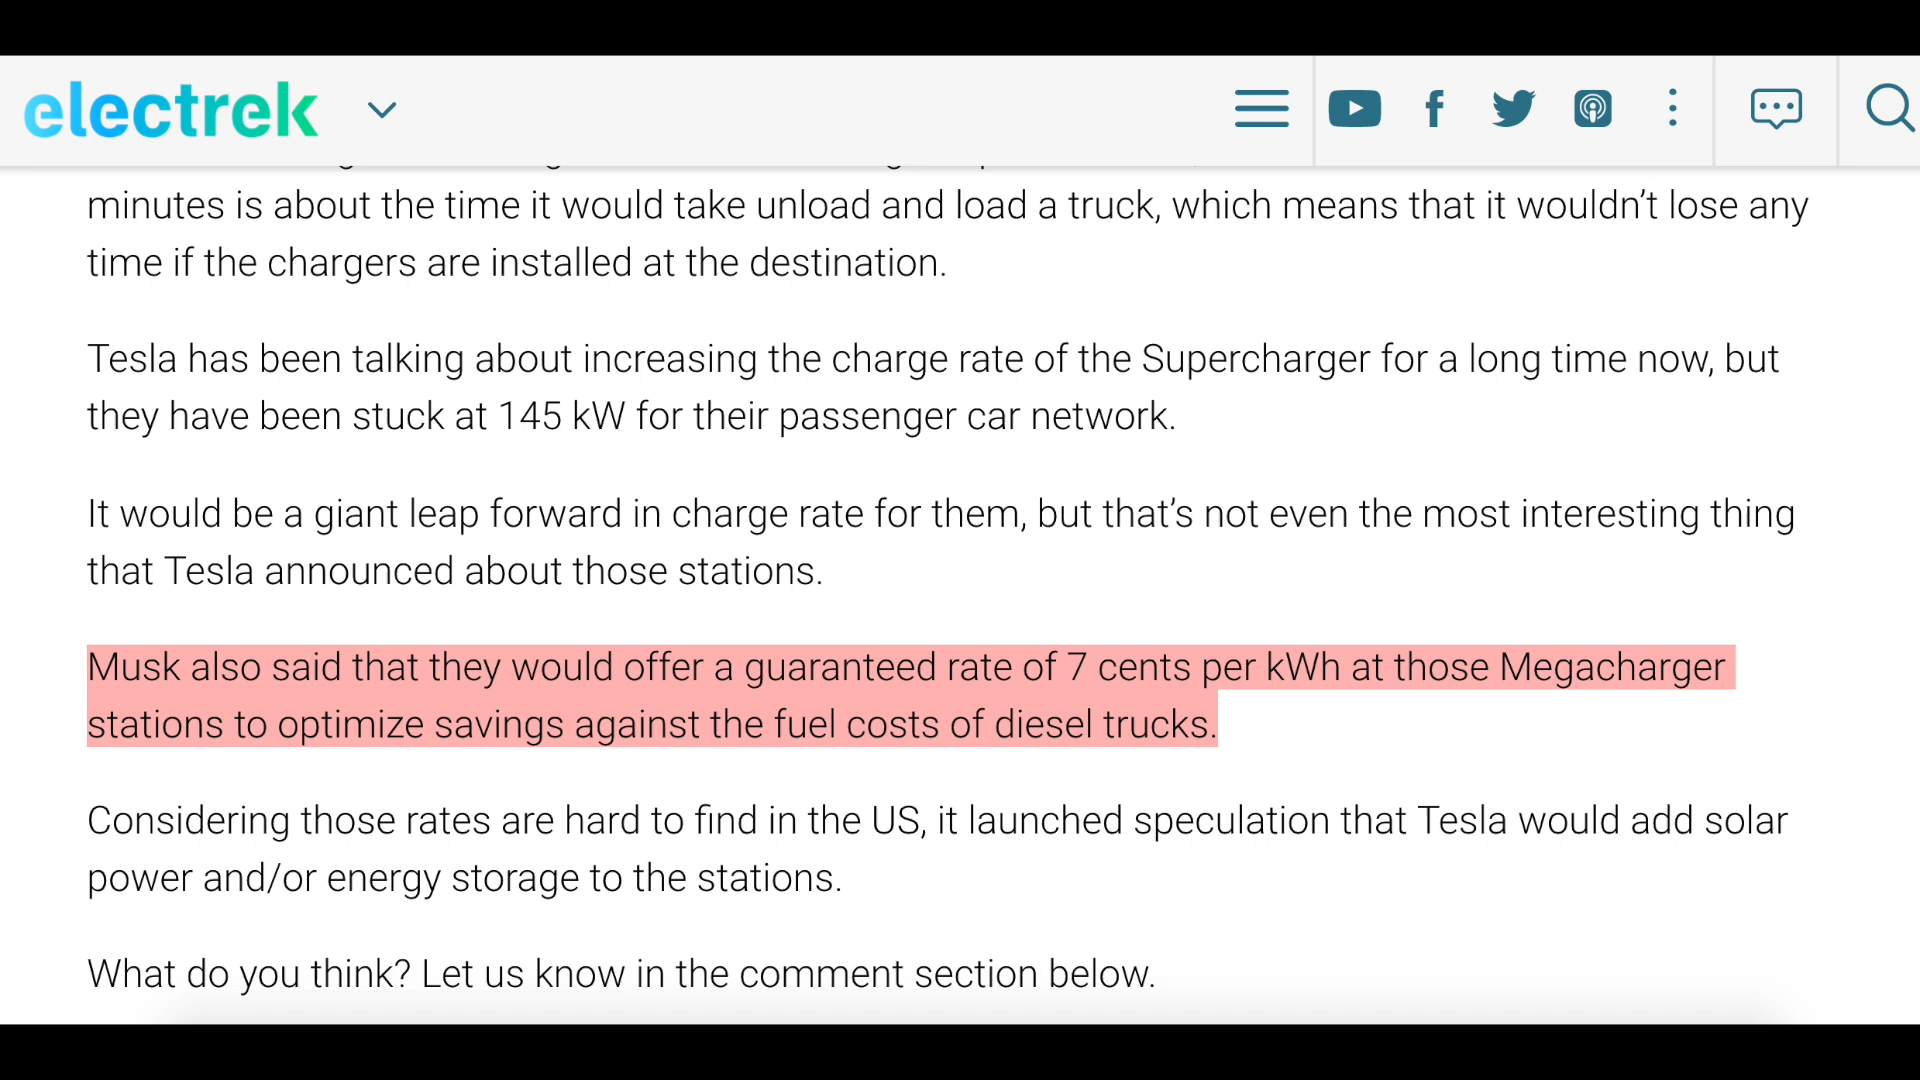 electrek
minutes is about the time it would take unload and load a truck, which means that it wouldn’t lose any
time if the chargers are installed at the destination.
Tesla has been talking about increasing the charge rate of the Supercharger for a long time now, but
they have been stuck at 145 kW for their passenger car network.
It would be a giant leap forward in charge rate for them, but that’s not even the most interesting thing
that Tesla announced about those stations.
Musk also said that they would offer a guaranteed rate of 7 cents per kWh at those Megacharger
stations to optimize savings against the fuel costs of diesel trucks.
Considering those rates are hard to find in the US, it launched speculation that Tesla would add solar
power and/or energy storage to the stations.
What do you think? Let us know in the comment section below.